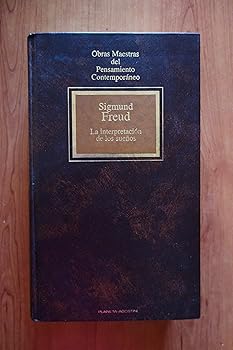 Obras Maestras
del
Pensamiento
Contemporáneo
Sigmund
Freud
La interpretación
de los sueños
PLANETA-AGOSTINI